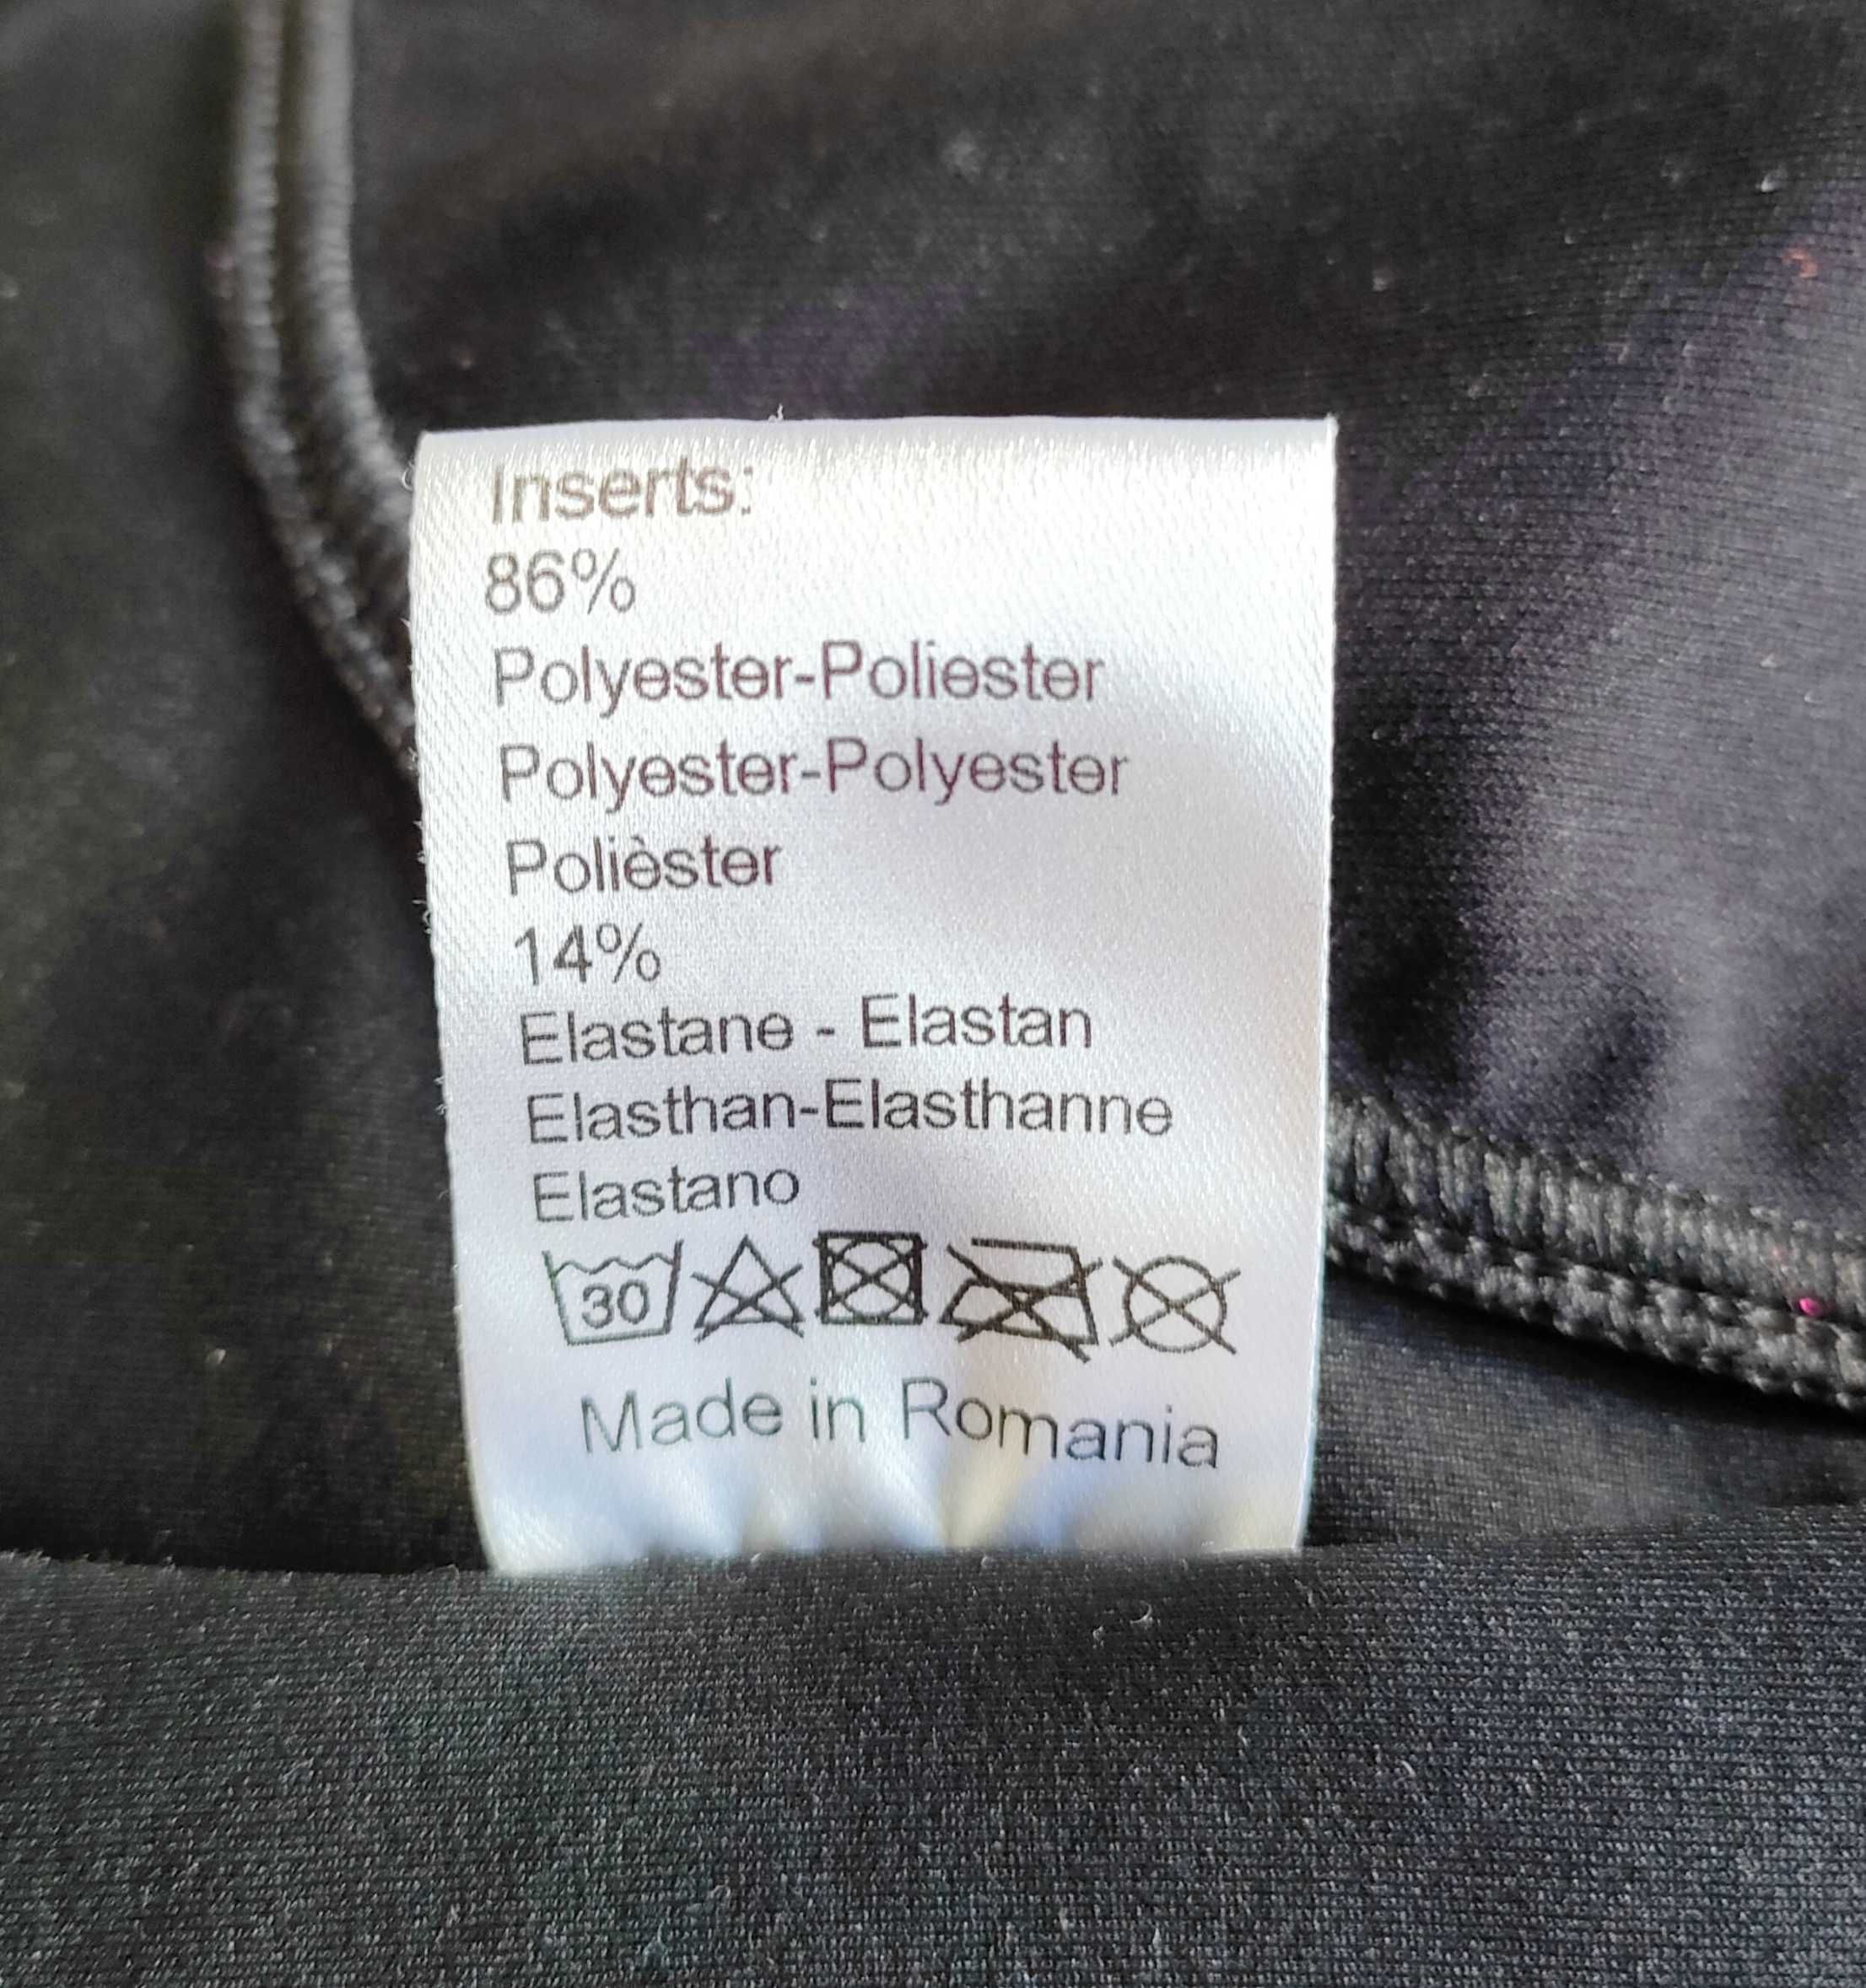 Inserts:
86%
Polyester-Poliester
Polyester-Polyester
Polièster
14%
Elastane - Elastan
Elasthan-Elasthanne
Elastano
30
Made in Romania